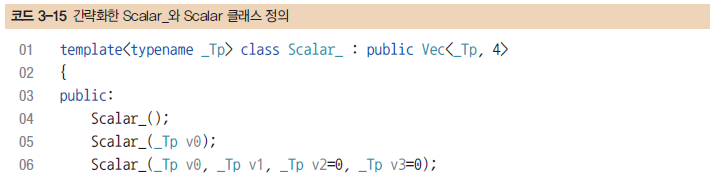 코드 3-15 간략화한 Scalar_와 Scalar 클래스 정의
01 template<typename _Tp> class Scalar_ : public Vec<_Tp, 4>
02 {
03 public:
04 Scalar_();
05 Scalar_(_Tp v0);
06 Scalar_(_Tp v0, _Tp v1, _Tp v2=0, _Tp v3=0);